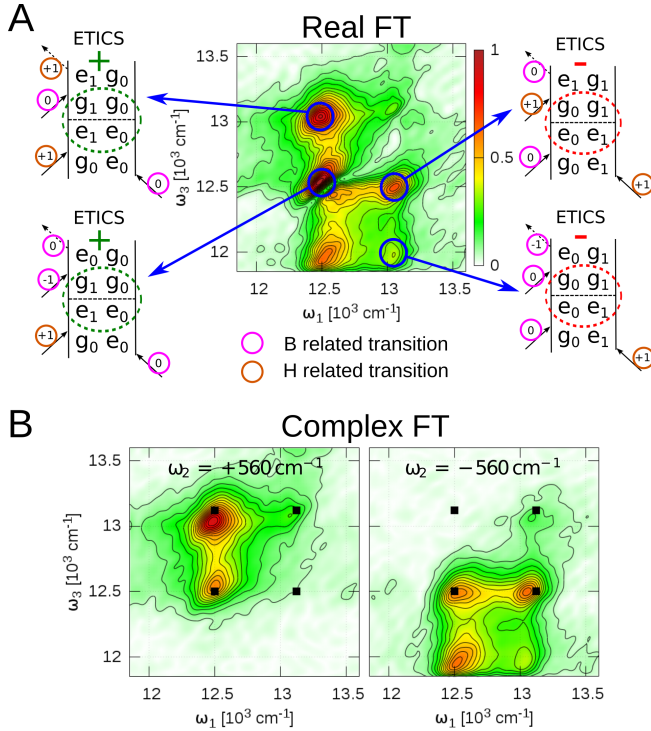 A
Real FT
ETICS
+
+1
e₁ g₀
0
g₁ g₀
e₁ e₀
+1
g₀ e₀
0
ETICS
+
0
e₀ g₀
-1
g₁ g₀
e₁ e₀
+1
g₀ e₀
0
13.5
13
12.5
12
ω₃ [10³ cm⁻¹]
12 12.5 13 13.5
ω₁ [10³ cm⁻¹]
1
0.5
0
ETICS
-
0
e₁ g₁
+1
g₀ g₁
e₀ e₁
0
g₀ e₁
+1
ETICS
-
-1
e₀ g₁
0
g₀ g₁
e₀ e₁
0
g₀ e₁
+1
B related transition
H related transition
B
Complex FT
ω₂ = +560 cm⁻¹
ω₂ = −560 cm⁻¹
13.5
13
12.5
12
ω₃ [10³ cm⁻¹]
12 12.5 13 13.5
ω₁ [10³ cm⁻¹]
12 12.5 13 13.5
ω₁ [10³ cm⁻¹]